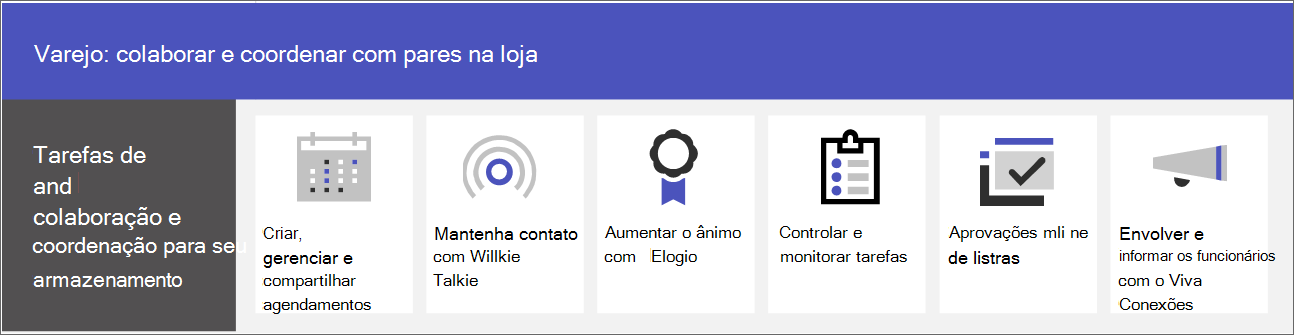 Varejo: colaborar e coordenar com pares na loja
Tarefas de
and
colaboração e
coordenação para seu
armazenamento
Criar,
gerenciar e
compartilhar
agendamentos
Mantenha contato
com Willkie
Talkie
Aumentar o ânimo
com Elogio
Controlar e
monitorar tarefas
Aprovações mli ne
de listras
Envolver e
informar os funcionários
com o Viva
Conexões